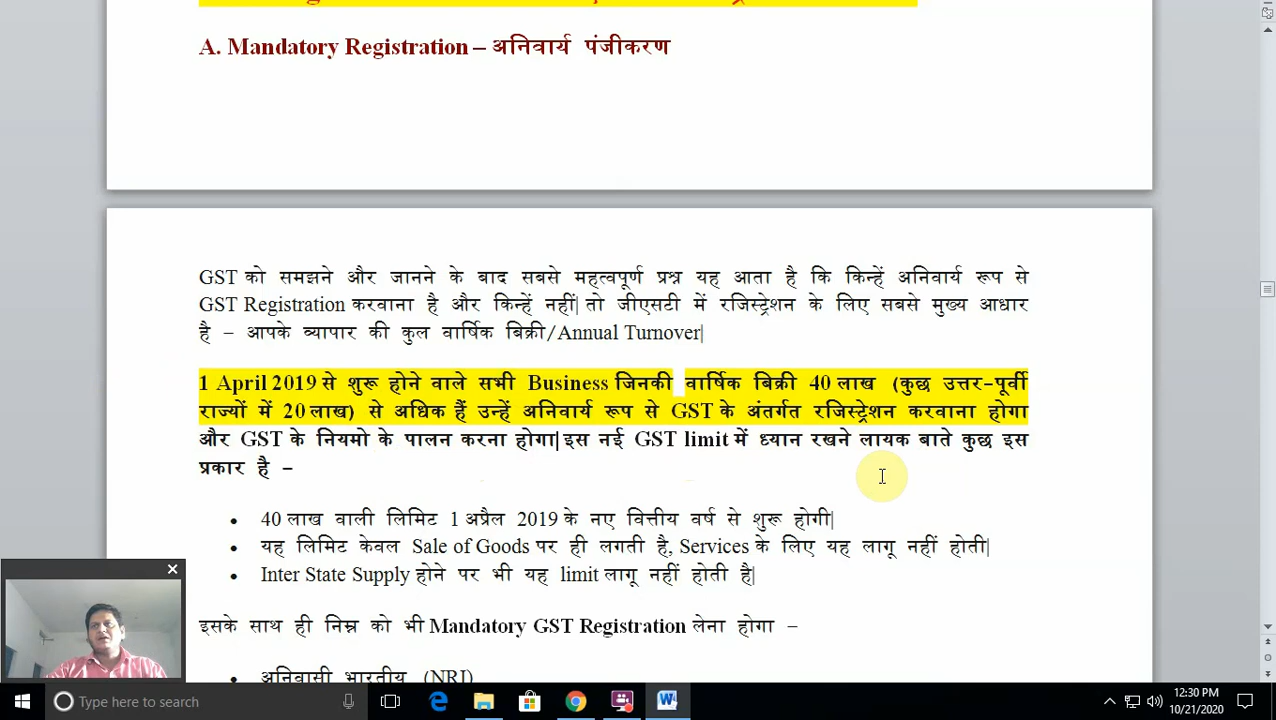 A. Mandatory Registration – अनिवार्य पंजीकरण
GST को समझने और जानने के बाद सबसे महत्वपूर्ण प्रश्न यह आता है कि किन्हें अनिवार्य रूप से
GST Registration करवाना है और किन्हें नहीं| तो जीएसटी में रजिस्ट्रेशन के लिए सबसे मुख्य आधार
है – आपके व्यापार की कुल वार्षिक बिक्री/Annual Turnover|
1 April 2019 से शुरू होने वाले सभी Business जिनकी वार्षिक बिक्री 40 लाख (कुछ उत्तर-पूर्वी
राज्यों में 20 लाख) से अधिक हैं उन्हें अनिवार्य रूप से GST के अंतर्गत रजिस्ट्रेशन करवाना होगा
और GST के नियमो के पालन करना होगा| इस नई GST limit में ध्यान रखने लायक बाते कुछ इस
प्रकार है –
• 40 लाख वाली लिमिट 1 अप्रैल 2019 के नए वित्तीय वर्ष से शुरू होगी|
• यह लिमिट केवल Sale of Goods पर ही लगती है, Services के लिए यह लागू नहीं होती|
• Inter State Supply होने पर भी यह limit लागू नहीं होती है|
इसके साथ ही निम्न को भी Mandatory GST Registration लेना होगा –
• अनिवासी भारतीय (NRI)
Type here to search
12:30 PM
10/21/2020